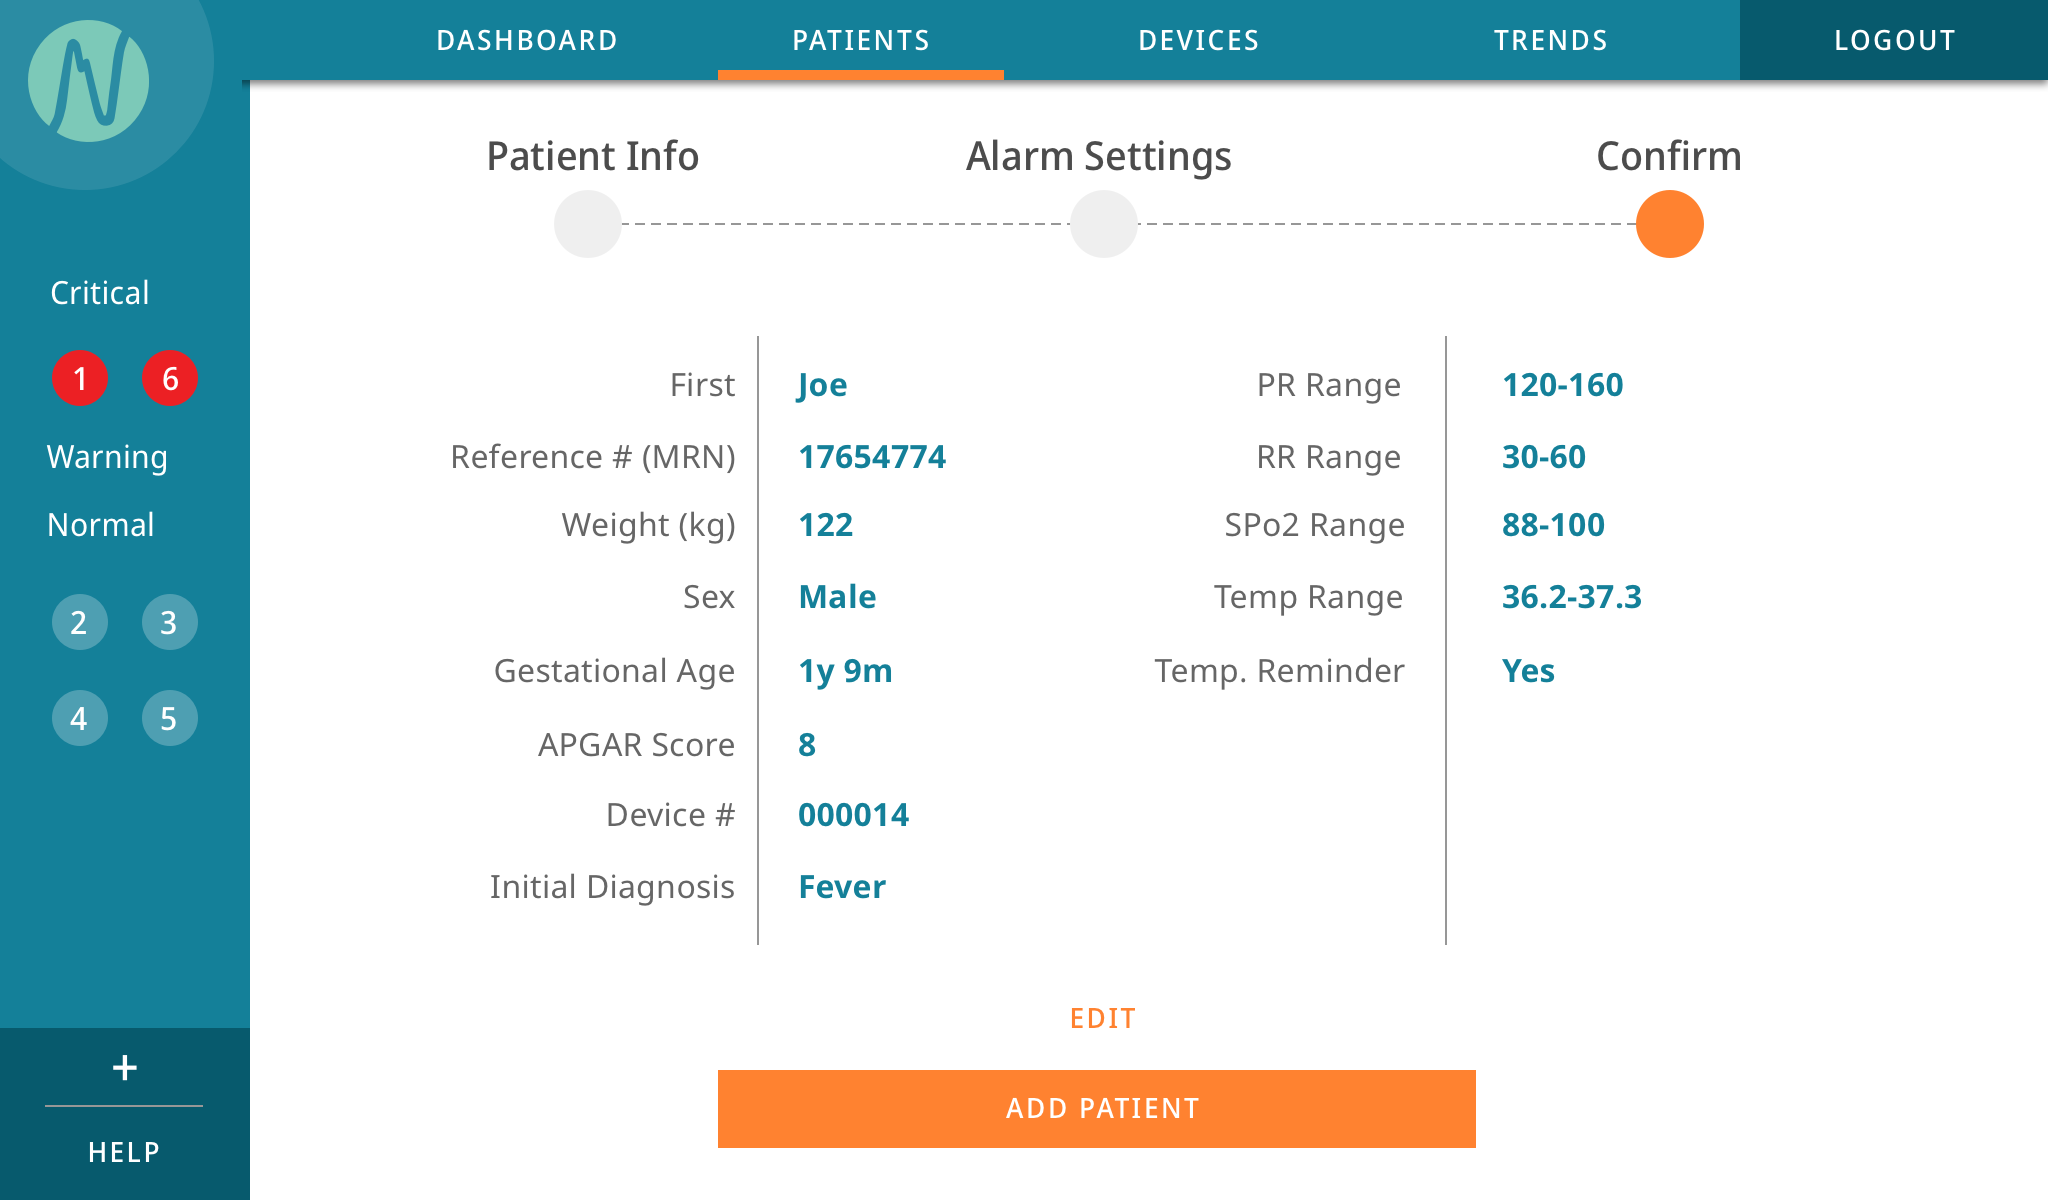 DASHBOARD PATIENTS DEVICES TRENDS LOGOUT
Patient Info Alarm Settings Confirm
Critical
1 6
Warning
Normal
2 3
4 5
+
HELP
First Joe
Reference # (MRN) 17654774
Weight (kg) 122
Sex Male
Gestational Age 1y 9m
APGAR Score 8
Device # 000014
Initial Diagnosis Fever
PR Range 120-160
RR Range 30-60
SPo2 Range 88-100
Temp Range 36.2-37.3
Temp. Reminder Yes
EDIT
ADD PATIENT